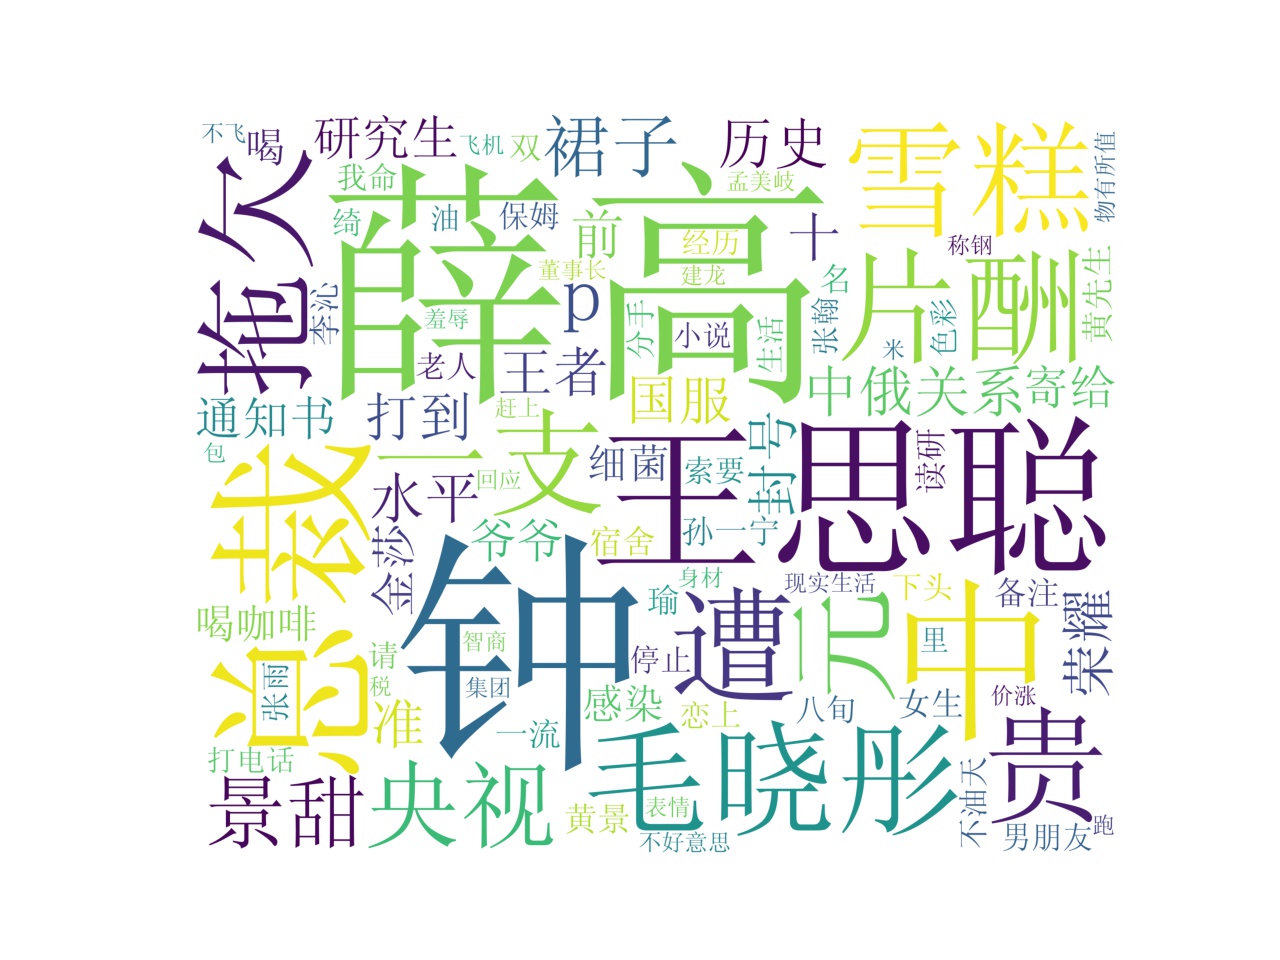 不飞
喝
研究生
飞机
双
裙子
历史
雪糕
物有所值
拖欠
我命
绮
油
保姆
薛
高
前
孟美岐
经历
建龙
十
称钢
片酬
李沁
董事长
羞辱
p
分手
小说
生活
张翰
名
色彩
米
黄先生
老人
王者
国服
中俄关系
寄给
通知书
打到
赶上
包
总裁
一支
水平
回应
细菌
索要
封号
王思聪
读研
金莎
爷爷
宿舍
孙一宁
钟
身材
现实生活
下头
备注
荣耀
喝咖啡
瑜
遭
元
中
里
张雨
请
税
智商
集团
停止
准
感染
恋上
八旬
女生
价涨
贵
一流
打电话
景甜
央视
黄景
毛晓彤
表情
不好意思
不油天
男朋友
跑